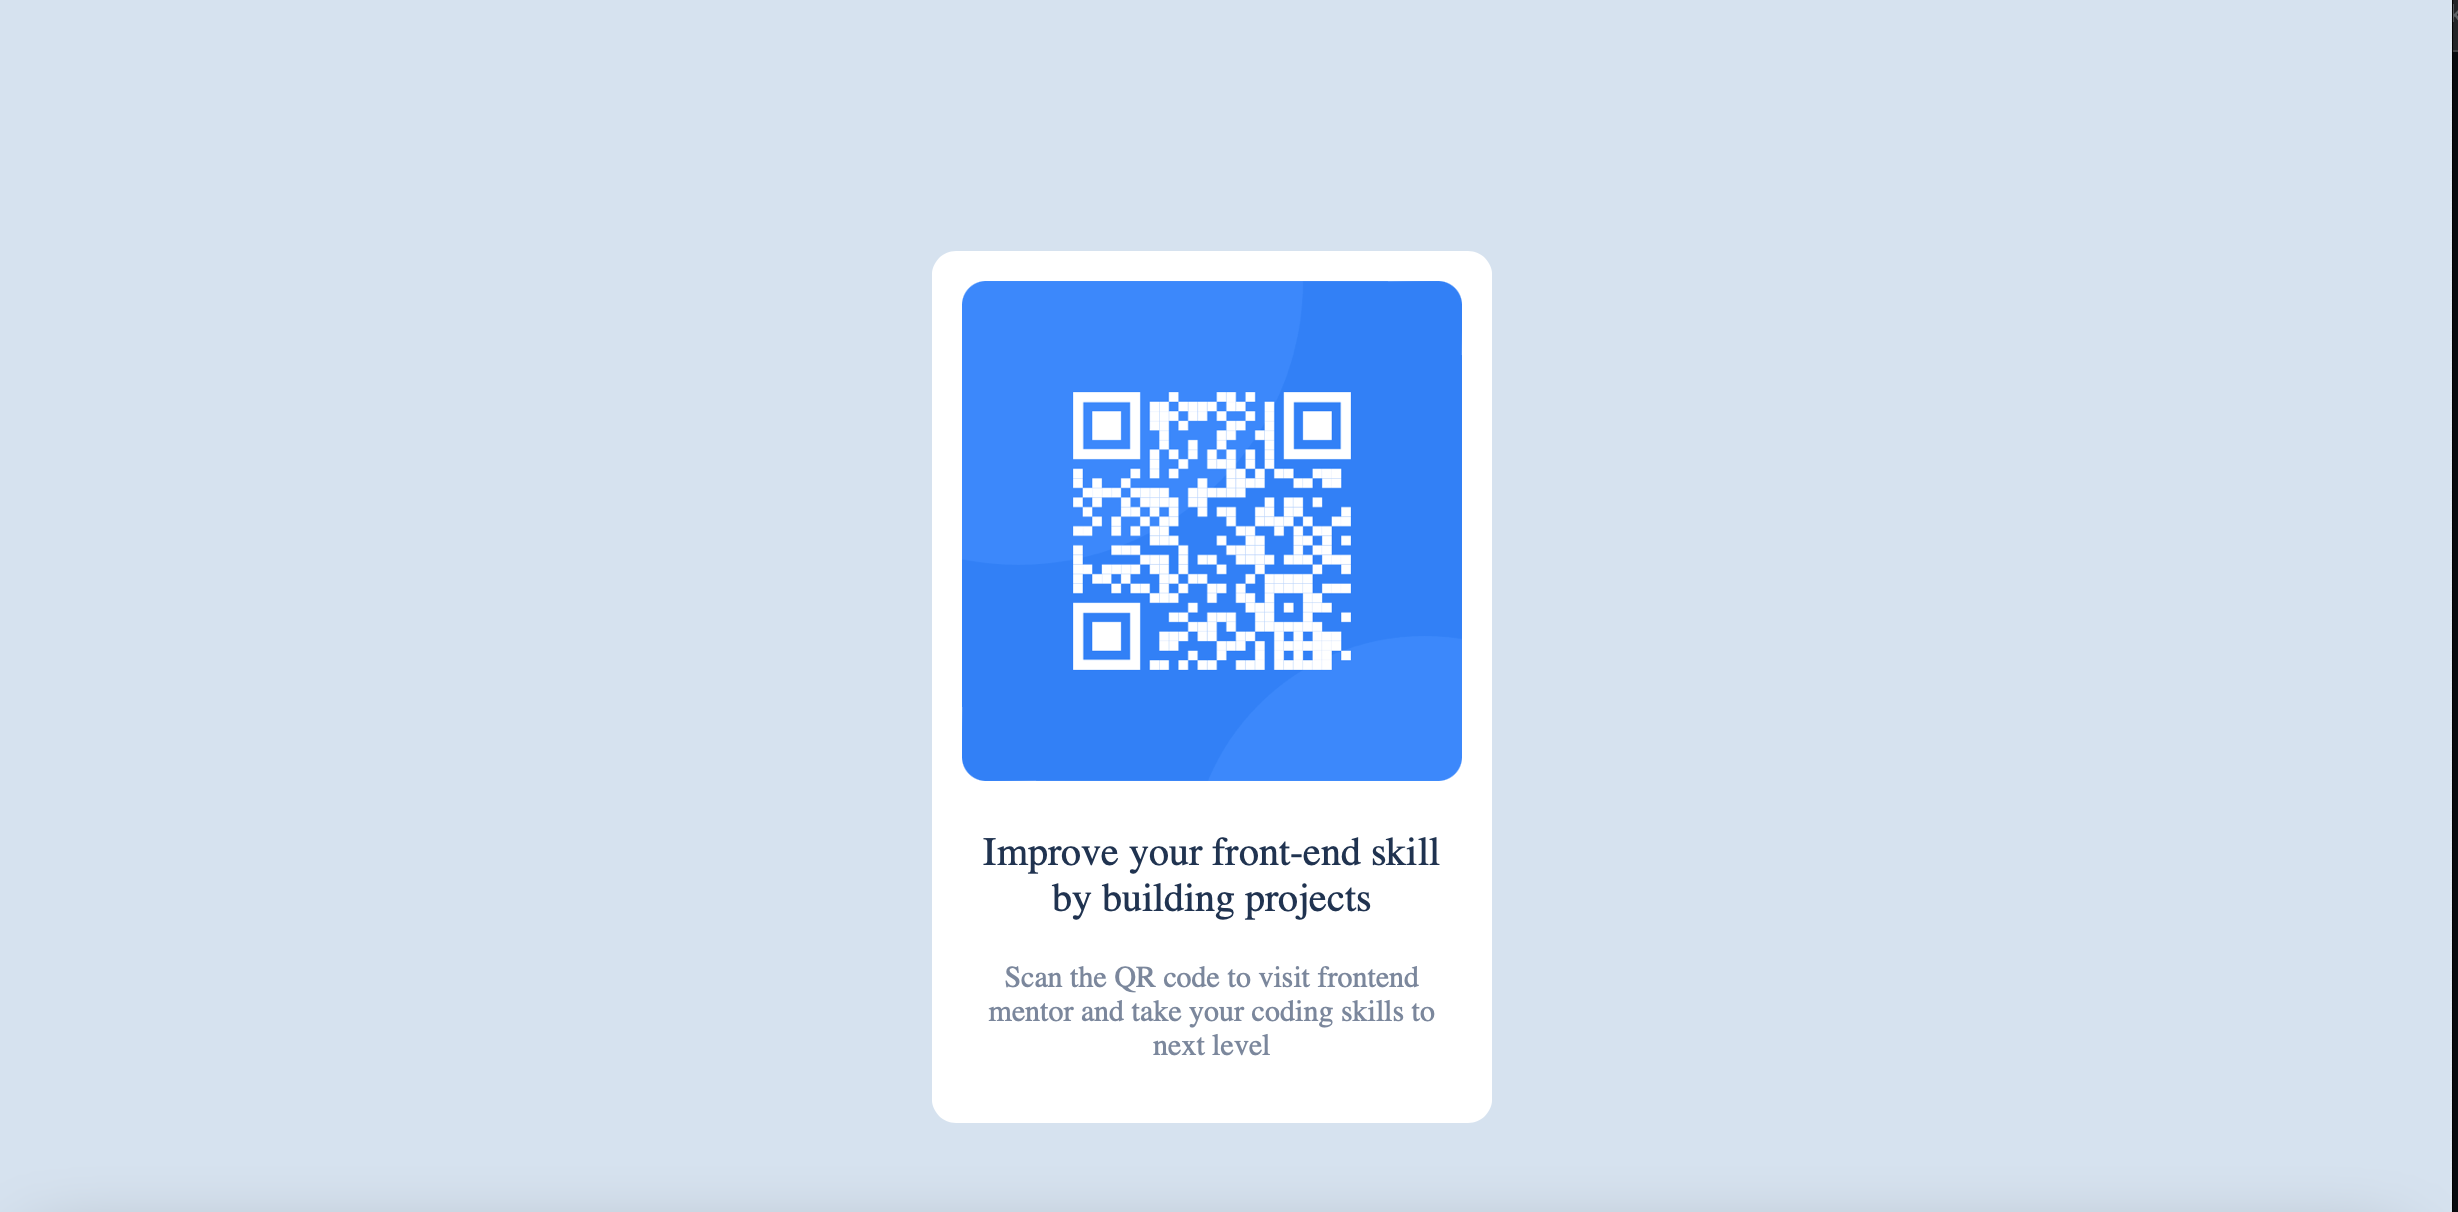 Improve your front-end skill
by building projects
Scan the QR code to visit frontend
mentor and take your coding skills to
next level